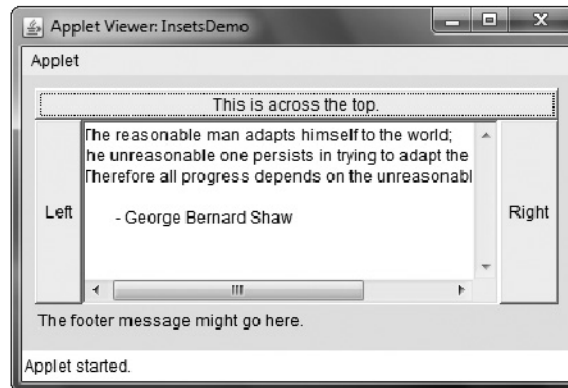 Applet Viewer: InsetsDemo
Applet
This is across the top.
The reasonable man adapts himself to the world;
he unreasonable one persists in trying to adapt the
Therefore all progress depends on the unreasonabl
- George Bernard Shaw
Left
Right
The footer message might go here.
Applet started.